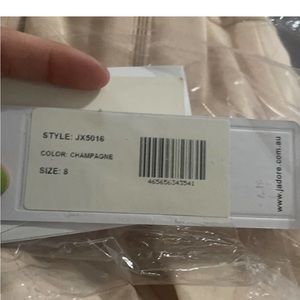 STYLE: JX5016
COLOR: CHAMPAGNE
SIZE: 8
465656343541
www.jadore.com.au